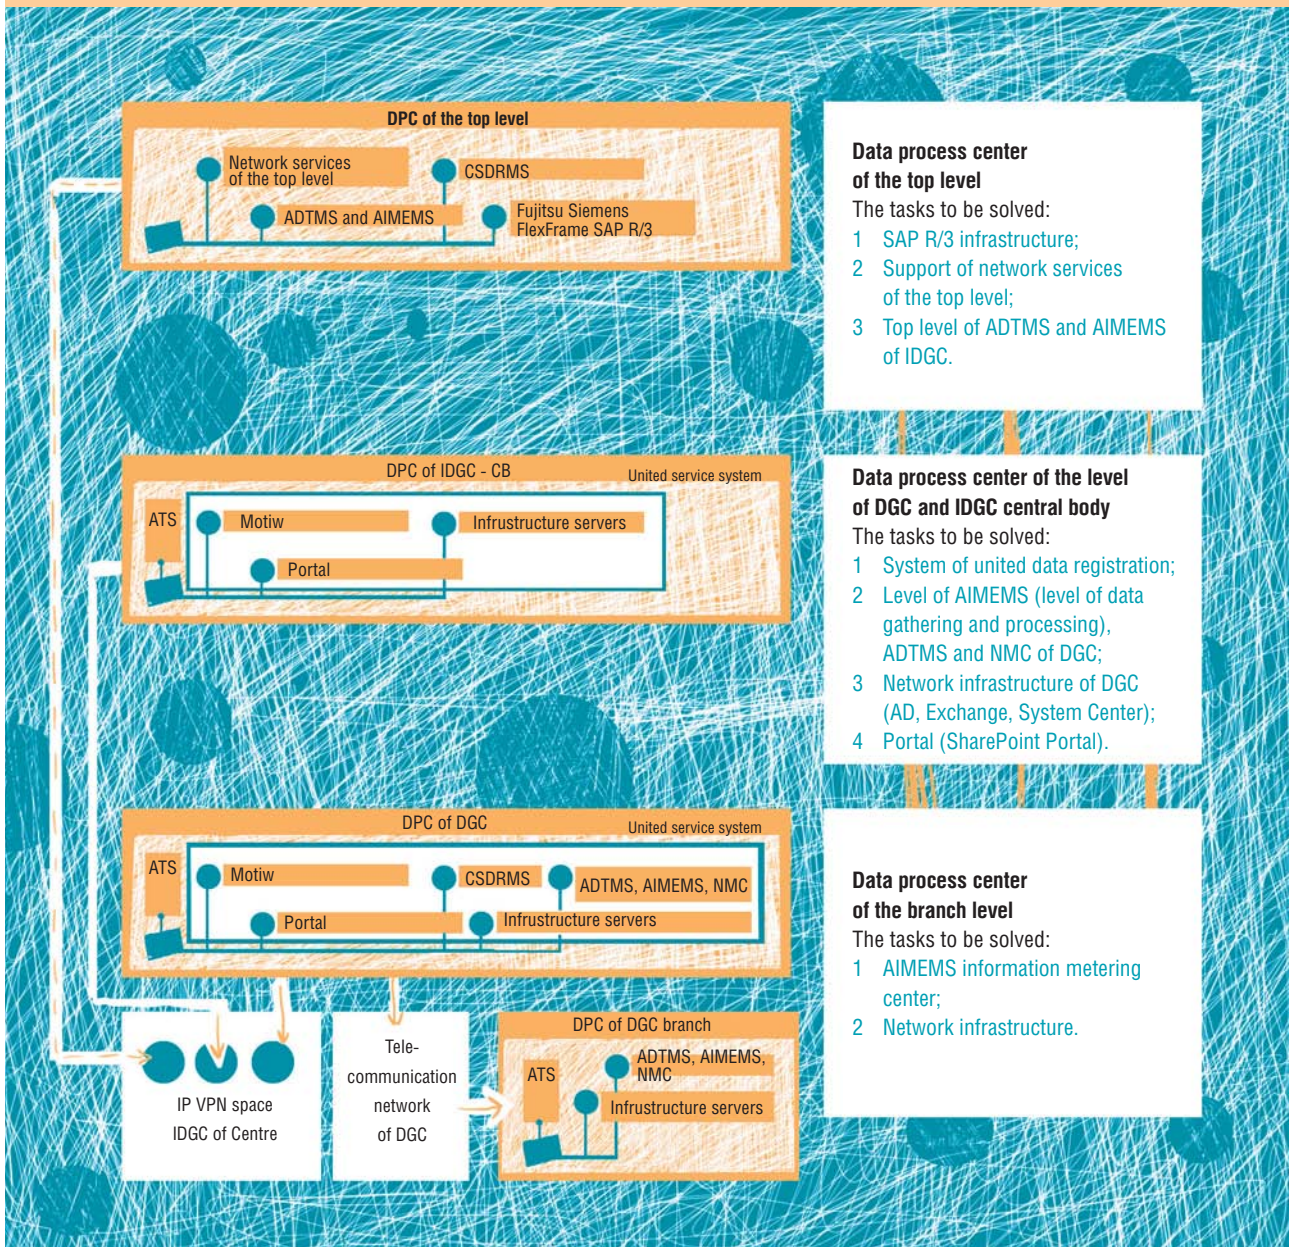 DPC of the top level
Network services
of the top level
CSDRMS
ADTMS and AIMEMS
Fujitsu Siemens
FlexFrame SAP R/3
Data process center
of the top level
The tasks to be solved:
1 SAP R/3 infrastructure;
2 Support of network services
of the top level;
3 Top level of ADTMS and AIMEMS
of IDGC.
DPC of IDGC - CB
United service system
ATS
Motiw
Infrustructure servers
Portal
Data process center of the level
of DGC and IDGC central body
The tasks to be solved:
1 System of united data registration;
2 Level of AIMEMS (level of data
gathering and processing),
ADTMS and NMC of DGC;
3 Network infrastructure of DGC
(AD, Exchange, System Center);
4 Portal (SharePoint Portal).
DPC of DGC
United service system
ATS
Motiw
CSDRMS
ADTMS, AIMEMS, NMC
Portal
Infrustructure servers
Data process center
of the branch level
The tasks to be solved:
1 AIMEMS information metering
center;
2 Network infrastructure.
IP VPN space
IDGC of Centre
Tele-
communication
network
of DGC
DPC of DGC branch
ATS
ADTMS, AIMEMS,
NMC
Infrustructure servers